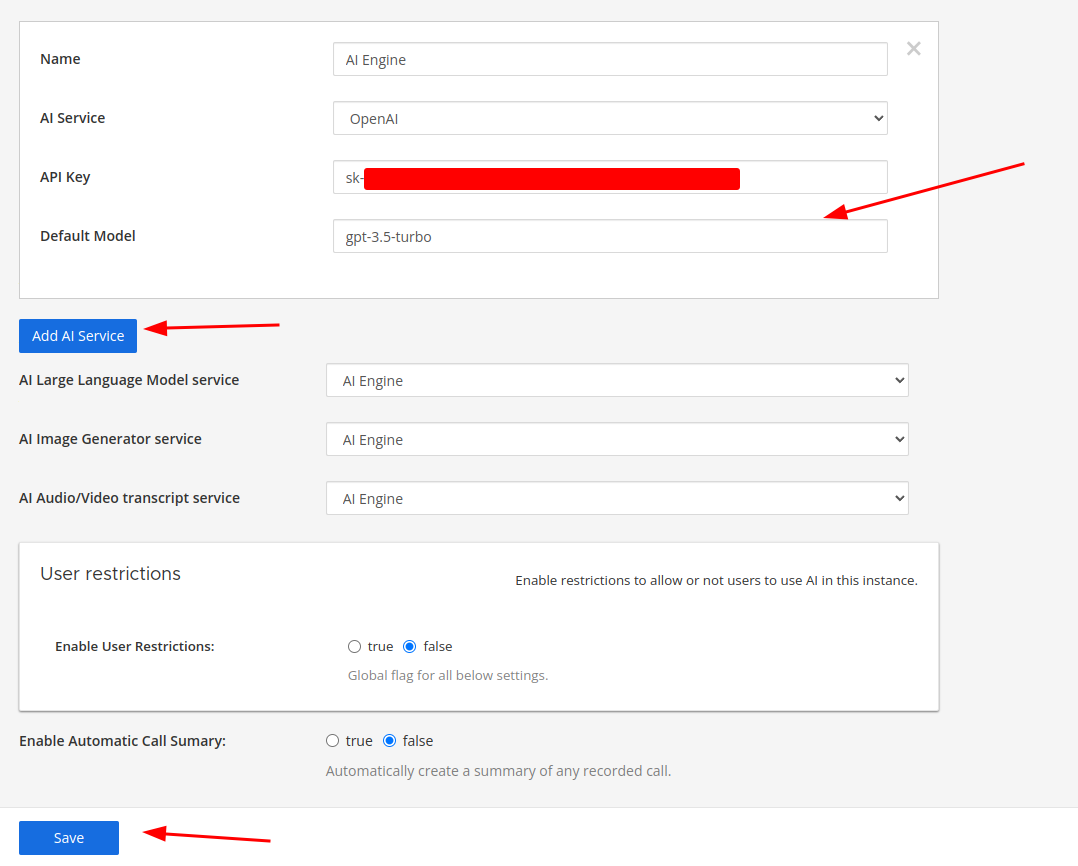 Name
AI Engine
AI Service
OpenAI
API Key
sk-
Default Model
gpt-3.5-turbo
Add AI Service
AI Large Language Model service
AI Engine
AI Image Generator service
AI Engine
AI Audio/Video transcript service
AI Engine
User restrictions
Enable restrictions to allow or not users to use AI in this instance.
Enable User Restrictions:
true
false
Global flag for all below settings.
Enable Automatic Call Sumary:
true
false
Automatically create a summary of any recorded call.
Save